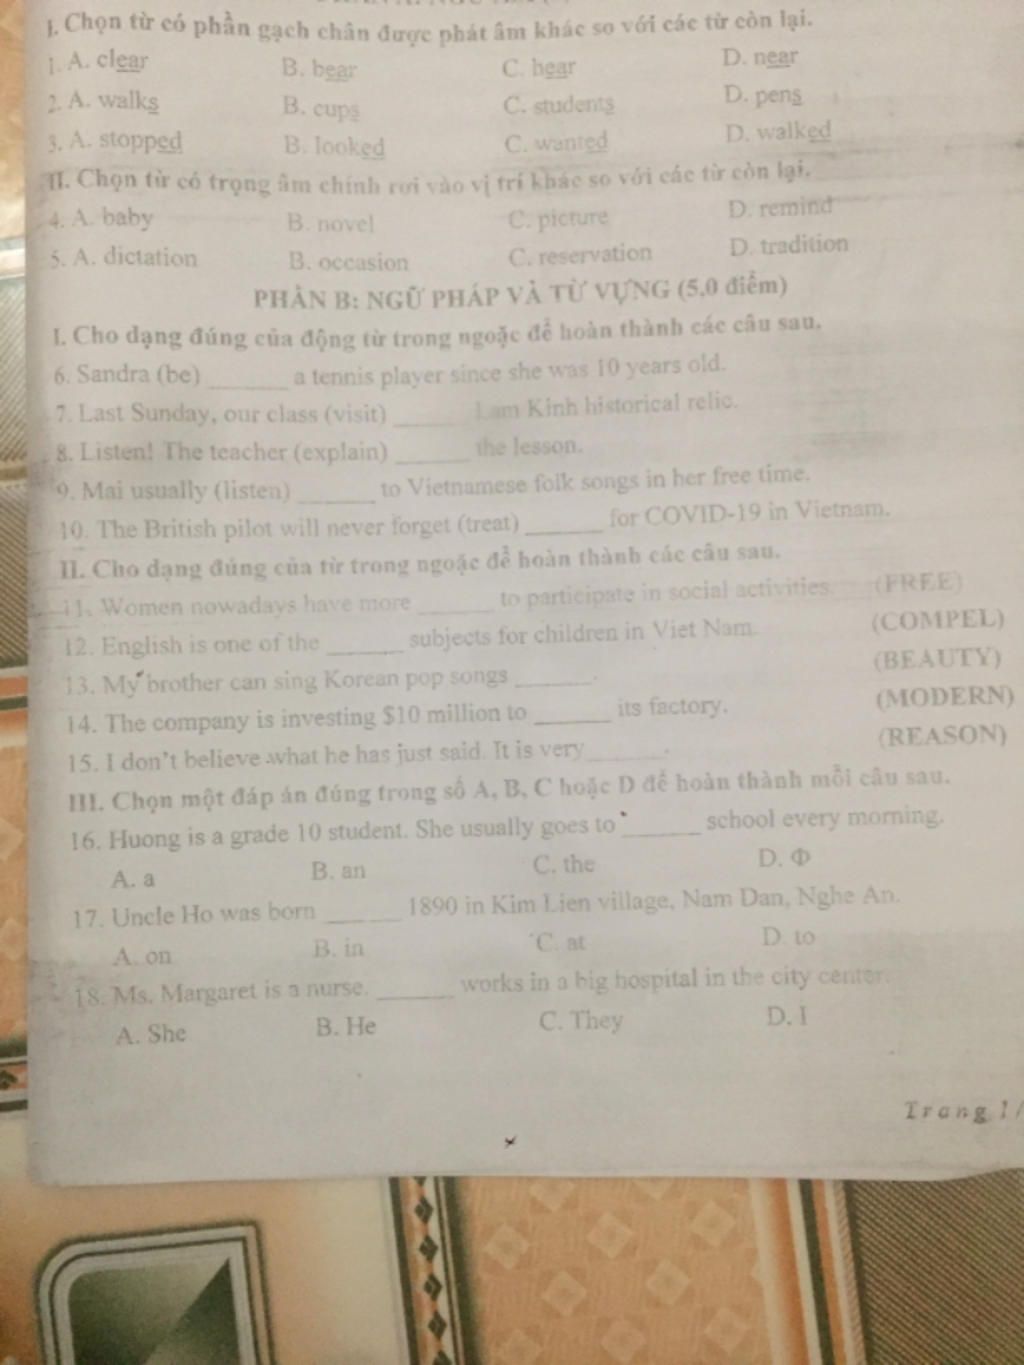 I. Chọn từ có phần gạch chân được phát âm khác so với các từ còn lại.
1. A. clear B. bear C. hear D. near
2. A. walks B. cups C. students D. pens
3. A. stopped B. looked C. wanted D. walked
II. Chọn từ có trọng âm chính rơi vào vị trí khác so với các từ còn lại.
4. A. baby B. novel C. picture D. remind
5. A. dictation B. occasion C. reservation D. tradition
PHẦN B: NGỮ PHÁP VÀ TỪ VỰNG (5,0 điểm)
I. Cho dạng đúng của động từ trong ngoặc để hoàn thành các câu sau.
6. Sandra (be) ______ a tennis player since she was 10 years old.
7. Last Sunday, our class (visit) ______ Lam Kinh historical relic.
8. Listen! The teacher (explain) ______ the lesson.
9. Mai usually (listen) ______ to Vietnamese folk songs in her free time.
10. The British pilot will never forget (treat) ______ for COVID-19 in Vietnam.
II. Cho dạng đúng của từ trong ngoặc để hoàn thành các câu sau.
11. Women nowadays have more ______ to participate in social activities. (FREE)
12. English is one of the ______ subjects for children in Viet Nam. (COMPEL)
13. My brother can sing Korean pop songs ______. (BEAUTY)
14. The company is investing $10 million to ______ its factory. (MODERN)
15. I don't believe what he has just said. It is very ______. (REASON)
III. Chọn một đáp án đúng trong số A, B, C hoặc D để hoàn thành mỗi câu sau.
16. Huong is a grade 10 student. She usually goes to ______ school every morning.
A. a B. an C. the D. Φ
17. Uncle Ho was born ______ 1890 in Kim Lien village, Nam Dan, Nghe An.
A. on B. in C. at D. to
18. Ms. Margaret is a nurse. ______ works in a big hospital in the city center.
A. She B. He C. They D. I
Trang 1/